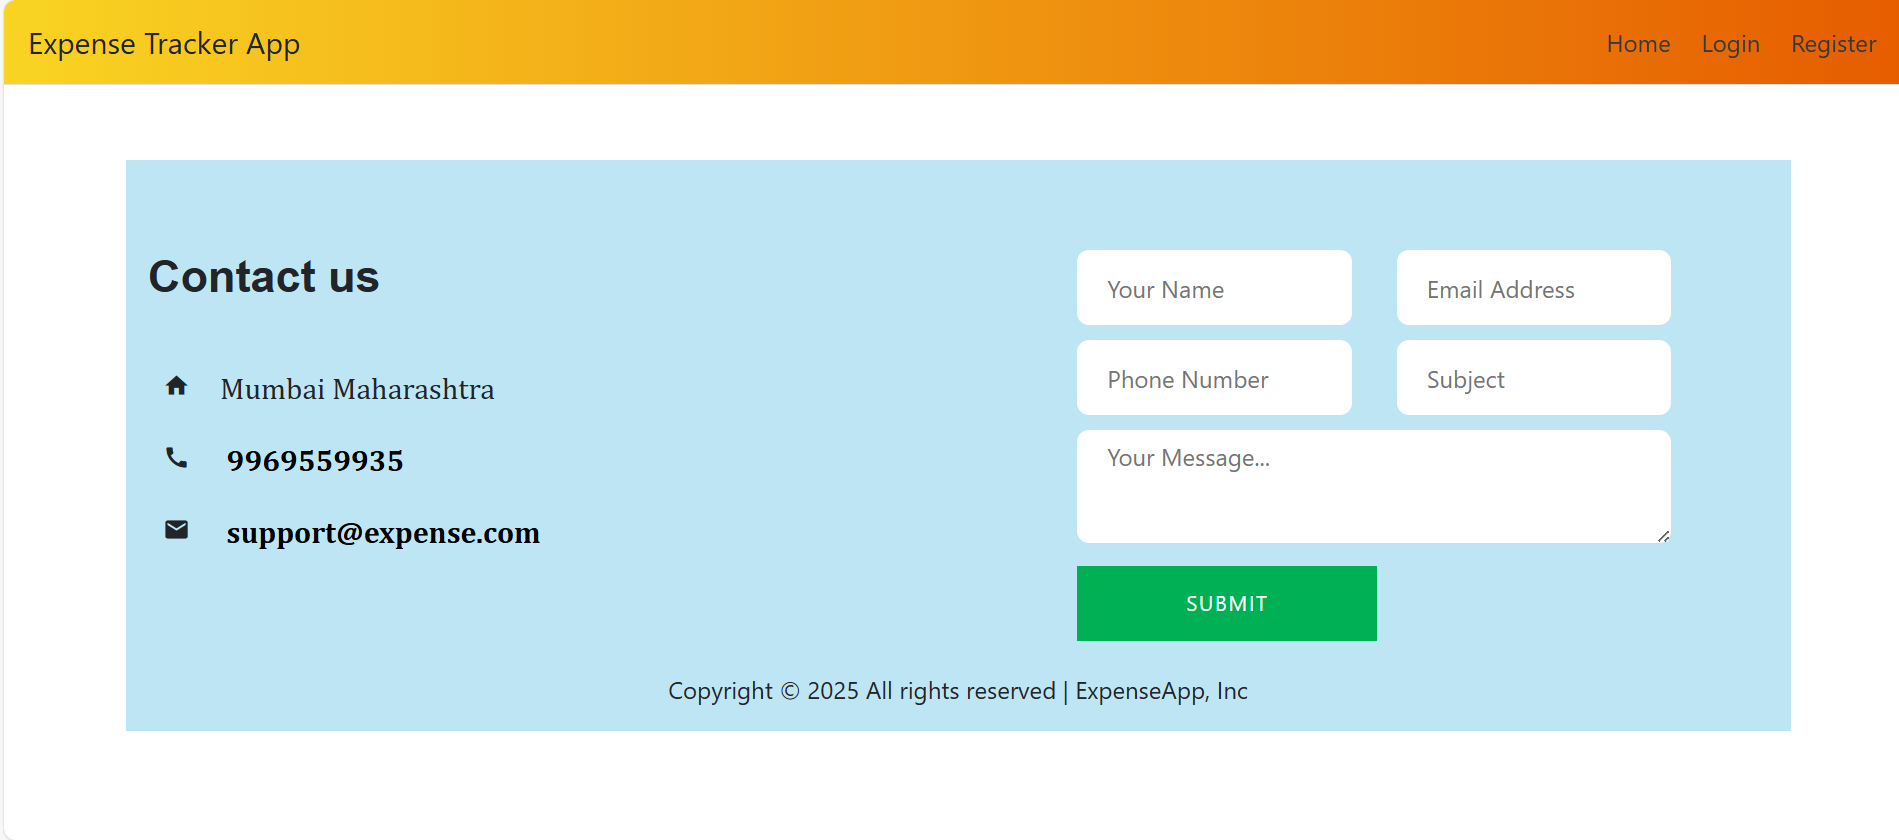 Expense Tracker App
Home Login Register
Contact us
Mumbai Maharashtra
9969559935
support@expense.com
Your Name
Email Address
Phone Number
Subject
Your Message...
SUBMIT
Copyright © 2025 All rights reserved | ExpenseApp, Inc